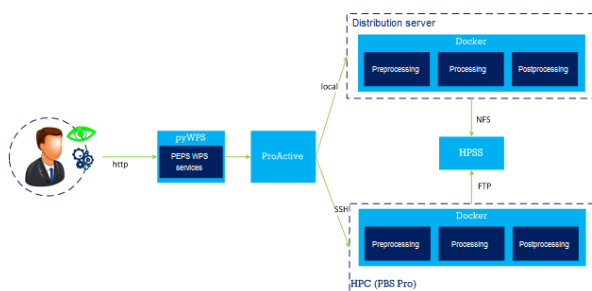 Distribution server
Docker
Preprocessing
Processing
Postprocessing
local
NFS
http
pyWPS
PEPS WPS
services
ProActive
HPSS
SSH
FTP
Docker
Preprocessing
Processing
Postprocessing
HPC (PBS Pro)